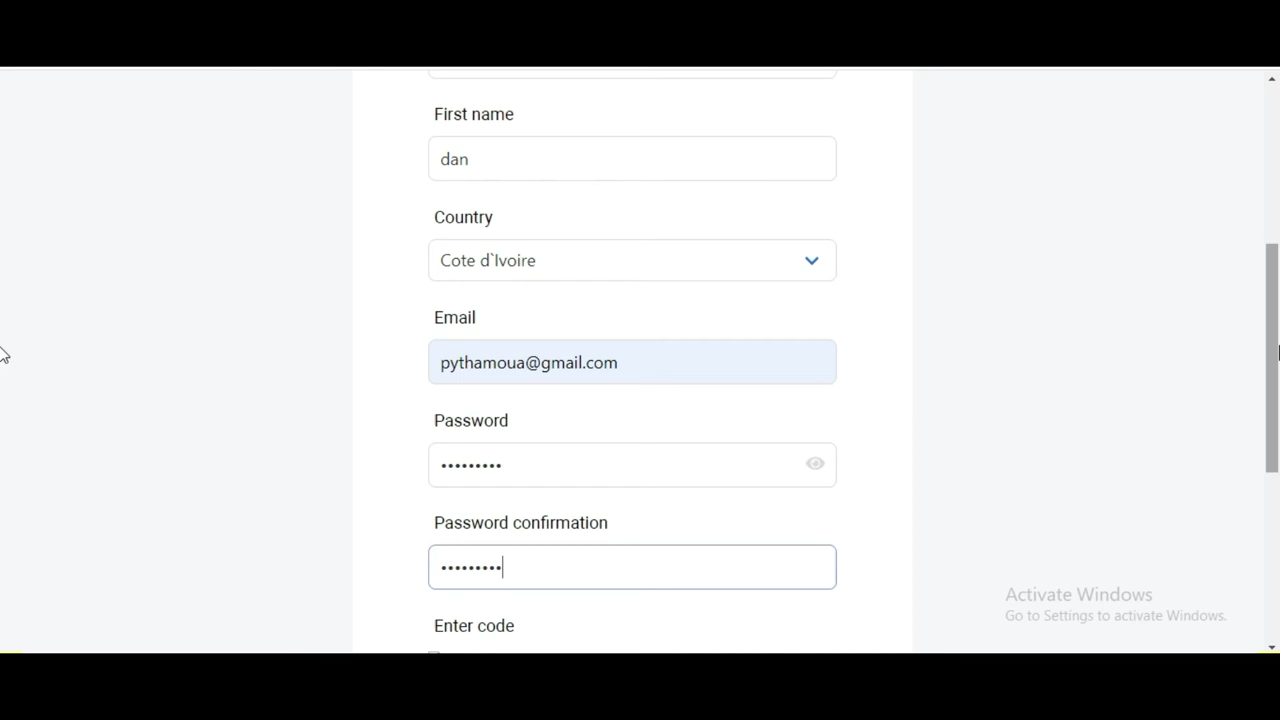 First name
dan
Country
Cote d`Ivoire
Email
pythamoua@gmail.com
Password
•••••••••
Password confirmation
•••••••••
Enter code
Activate Windows
Go to Settings to activate Windows.